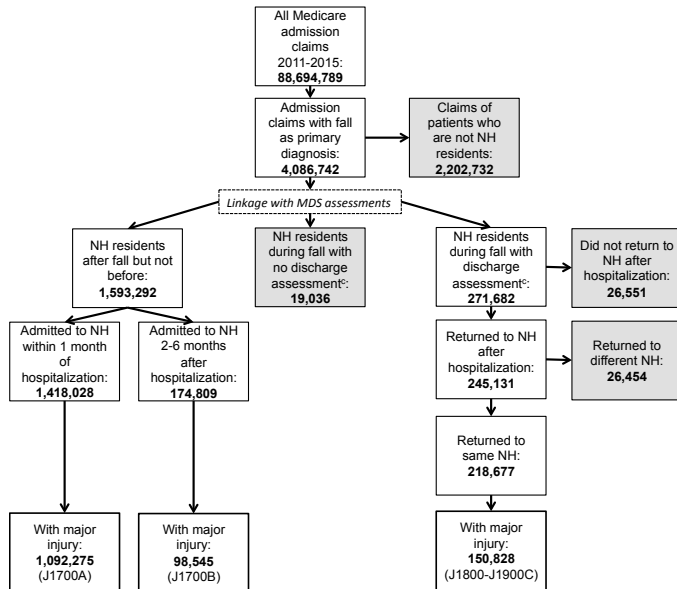 All Medicare
admission
claims
2011-2015:
88,694,789
Admission
claims with fall
as primary
diagnosis:
4,086,742
Claims of
patients who
are not NH
residents:
2,202,732
Linkage with MDS assessments
NH residents
after fall but not
before:
1,593,292
NH residents
during fall with
no discharge
assessmentᶜ:
19,036
NH residents
during fall with
discharge
assessmentᶜ:
271,682
Did not return to
NH after
hospitalization:
26,551
Admitted to NH
within 1 month
of
hospitalization:
1,418,028
Admitted to NH
2-6 months
after
hospitalization:
174,809
Returned to NH
after
hospitalization:
245,131
Returned to
different NH:
26,454
Returned to
same NH:
218,677
With major
injury:
1,092,275
(J1700A)
With major
injury:
98,545
(J1700B)
With major
injury:
150,828
(J1800-J1900C)